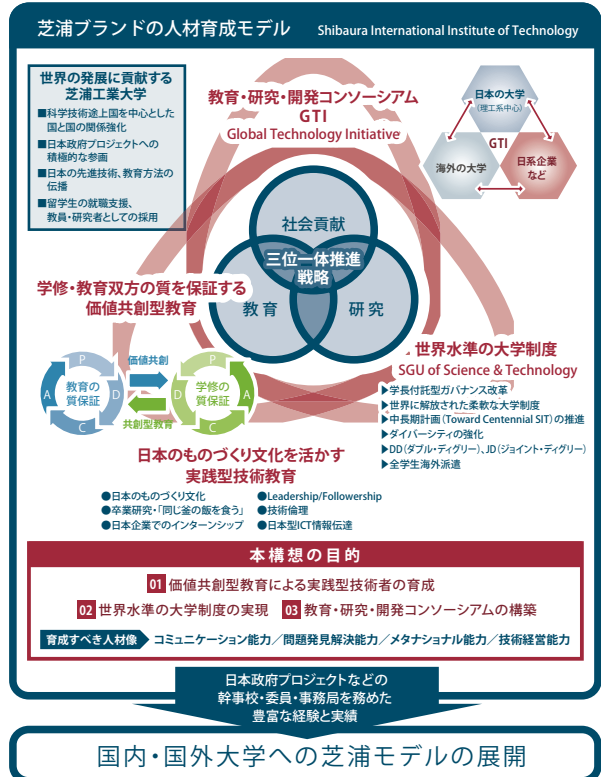 芝浦ブランドの人材育成モデル Shibaura International Institute of Technology
世界の発展に貢献する
芝浦工業大学
■科学技術途上国を中心とした
国と国の関係強化
■日本政府プロジェクトへの
積極的な参画
■日本の先進技術、教育方法の
伝播
■留学生の就職支援、
教員・研究者としての採用
教育・研究・開発コンソーシアム
GTI
Global Technology Initiative
日本の大学
(理工系中心)
GTI
海外の大学
日系企業
など
社会貢献
三位一体推進
戦略
教育
研究
学修・教育双方の質を保証する
価値共創型教育
P
教育の
質保証
A
D
C
価値共創
共創型教育
P
学修の
質保証
D
A
C
世界水準の大学制度
SGU of Science & Technology
▶学長付託型ガバナンス改革
▶世界に解放された柔軟な大学制度
▶中長期計画(Toward Centennial SIT)の推進
▶ダイバーシティの強化
▶DD(ダブル・ディグリー)、JD(ジョイント・ディグリー)
▶全学生海外派遣
日本のものづくり文化を活かす
実践型技術教育
●日本のものづくり文化
●卒業研究・「同じ釜の飯を食う」
●日本企業でのインターンシップ
●Leadership/Followership
●技術倫理
●日本型ICT情報伝達
本構想の目的
01 価値共創型教育による実践型技術者の育成
02 世界水準の大学制度の実現 03 教育・研究・開発コンソーシアムの構築
育成すべき人材像 コミュニケーション能力／問題発見解決能力／メタナショナル能力／技術経営能力
日本政府プロジェクトなどの
幹事校・委員・事務局を務めた
豊富な経験と実績
国内・国外大学への芝浦モデルの展開